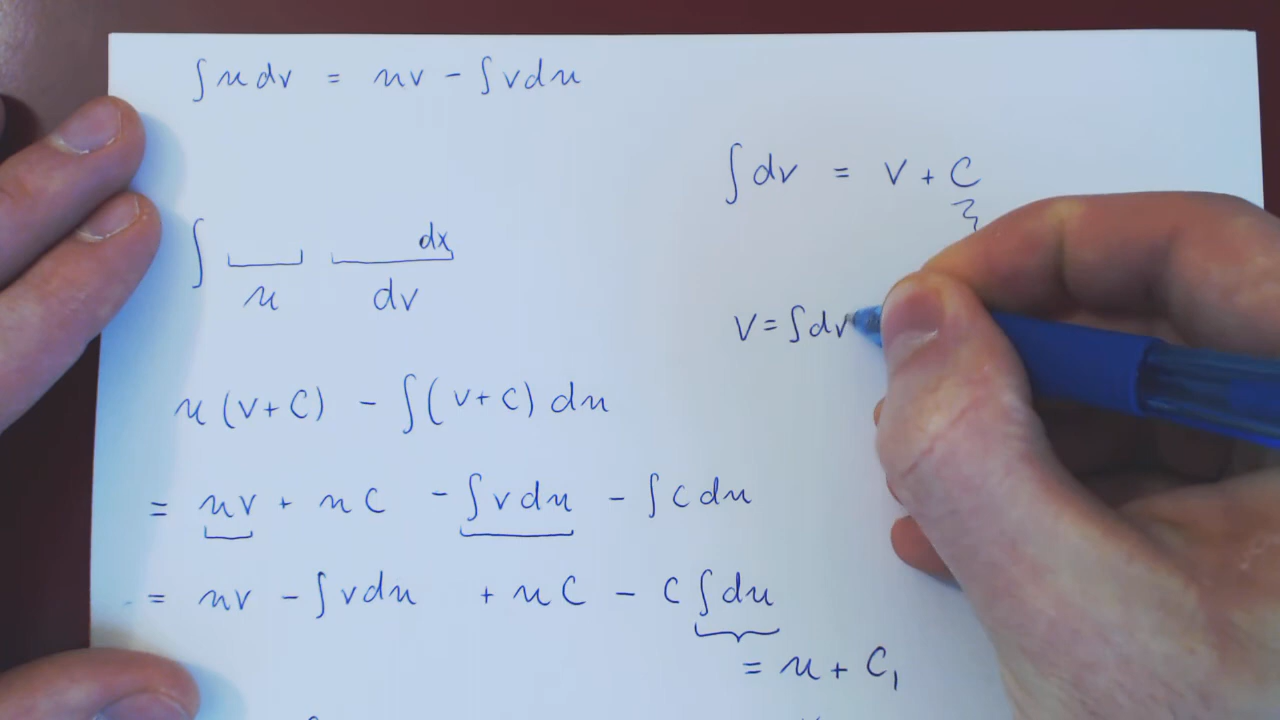 ∫ u dv = uv - ∫ v du
∫ dv = v + C
∫ dx
u dv
v = ∫ dv
u (v + C) - ∫ (v + C) du
= uv + uC - ∫ v du - ∫ C du
= uv - ∫ v du + uC - C ∫ du
= u + C₁